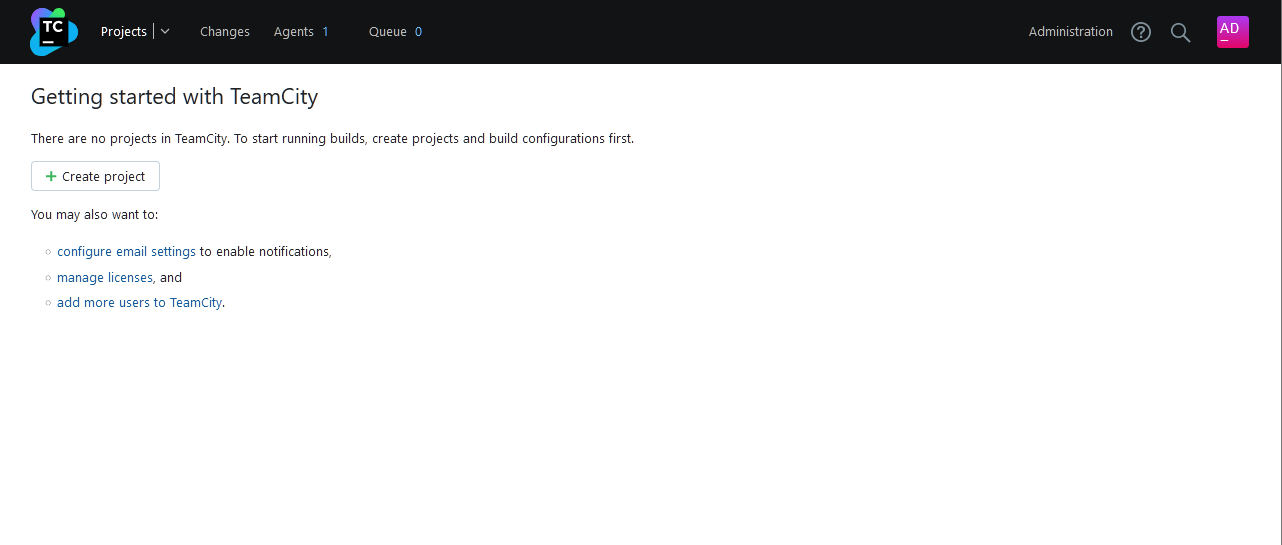 TC Projects Changes Agents 1 Queue 0 Administration AD
Getting started with TeamCity
There are no projects in TeamCity. To start running builds, create projects and build configurations first.
+ Create project
You may also want to:
configure email settings to enable notifications,
manage licenses, and
add more users to TeamCity.